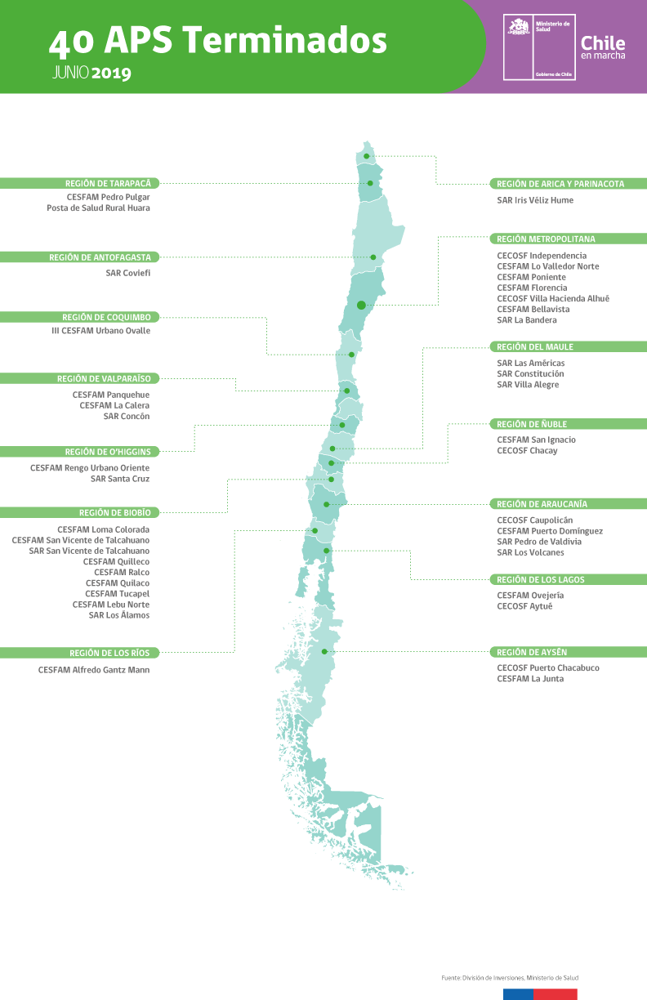 40 APS Terminados
JUNIO 2019
Ministerio de
Salud
Gobierno de Chile
Chile
en marcha
REGIÓN DE TARAPACÁ
CESFAM Pedro Pulgar
Posta de Salud Rural Huara
REGIÓN DE ANTOFAGASTA
SAR Coviefi
REGIÓN DE COQUIMBO
III CESFAM Urbano Ovalle
REGIÓN DE VALPARAÍSO
CESFAM Panquehue
CESFAM La Calera
SAR Concón
REGIÓN DE O'HIGGINS
CESFAM Rengo Urbano Oriente
SAR Santa Cruz
REGIÓN DE BIOBÍO
CESFAM Loma Colorada
CESFAM San Vicente de Talcahuano
SAR San Vicente de Talcahuano
CESFAM Quilleco
CESFAM Ralco
CESFAM Quilaco
CESFAM Tucapel
CESFAM Lebu Norte
SAR Los Álamos
REGIÓN DE LOS RÍOS
CESFAM Alfredo Gantz Mann
REGIÓN DE ARICA Y PARINACOTA
SAR Iris Véliz Hume
REGIÓN METROPOLITANA
CECOSF Independencia
CESFAM Lo Valledor Norte
CESFAM Poniente
CESFAM Florencia
CECOSF Villa Hacienda Alhué
CESFAM Bellavista
SAR La Bandera
REGIÓN DEL MAULE
SAR Las Américas
SAR Constitución
SAR Villa Alegre
REGIÓN DE ÑUBLE
CESFAM San Ignacio
CECOSF Chacay
REGIÓN DE ARAUCANÍA
CECOSF Caupolicán
CESFAM Puerto Domínguez
SAR Pedro de Valdivia
SAR Los Volcanes
REGIÓN DE LOS LAGOS
CESFAM Ovejería
CECOSF Aytué
REGIÓN DE AYSÉN
CECOSF Puerto Chacabuco
CESFAM La Junta
Fuente: División de Inversiones, Ministerio de Salud